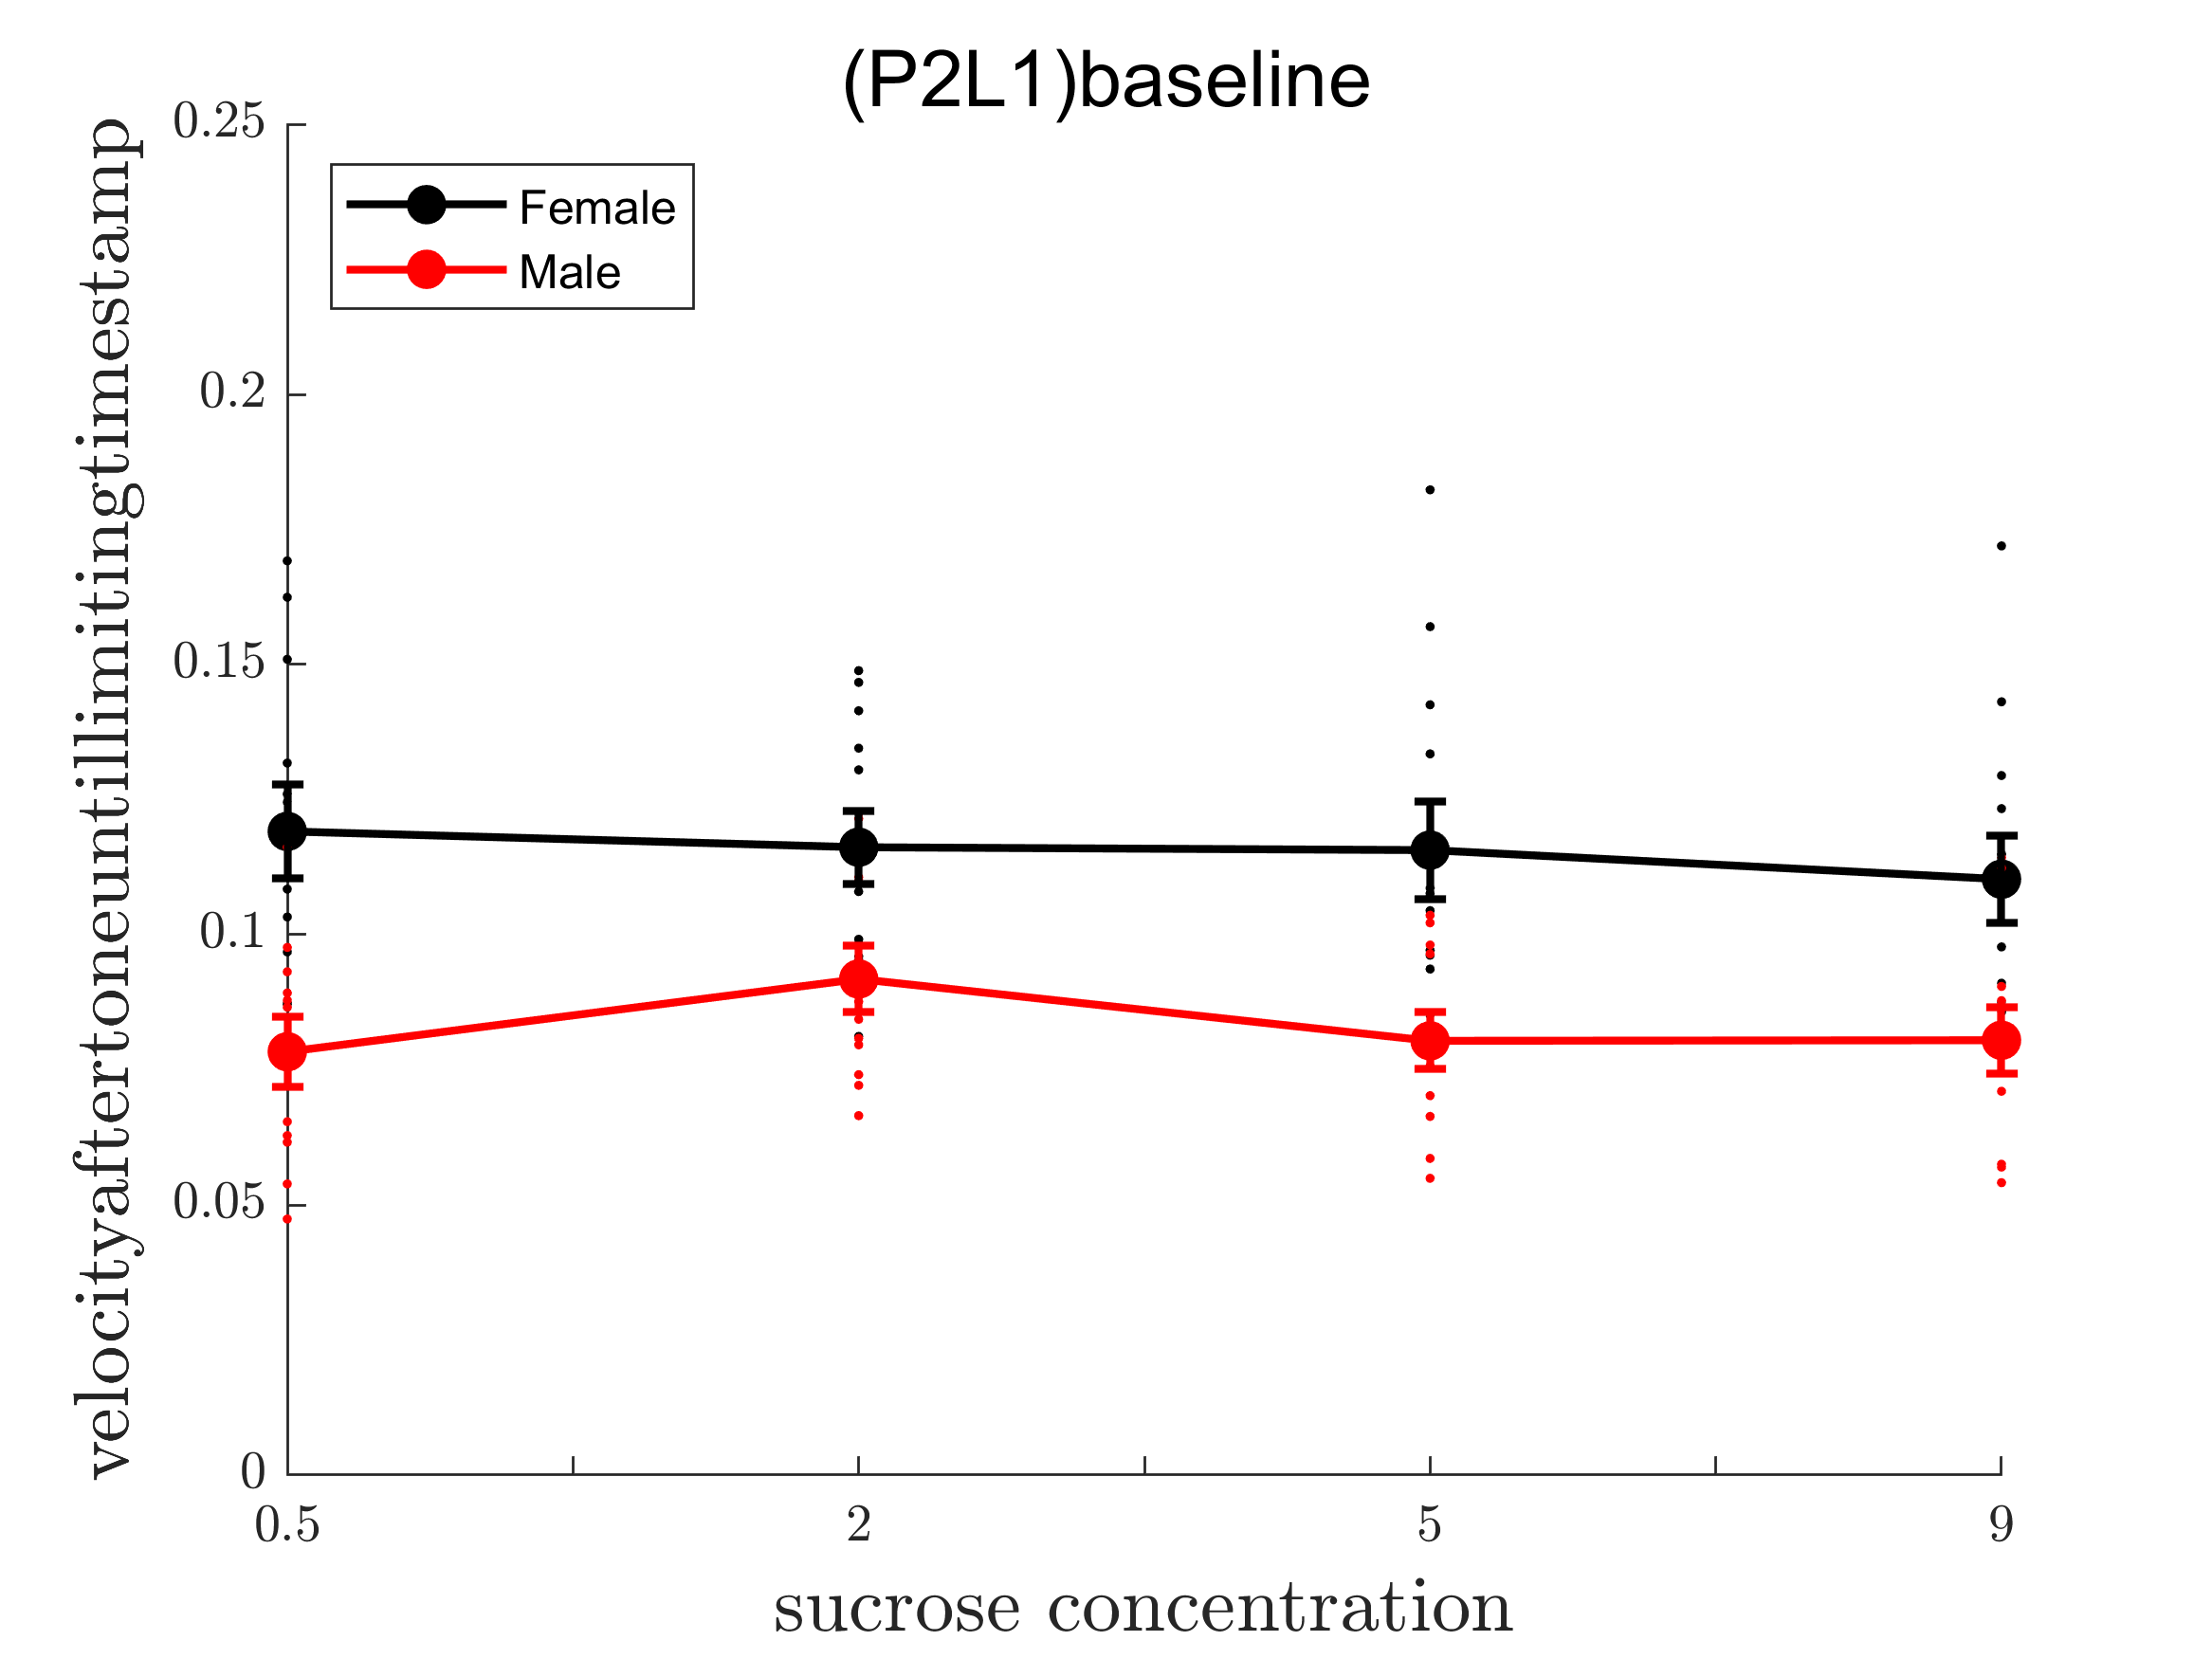 (P2L1)baseline
velocityaftertoneuntillimitingtimestamp
0.25
0.2
0.15
0.1
0.05
0
Female
Male
0.5
2
5
9
sucrose concentration